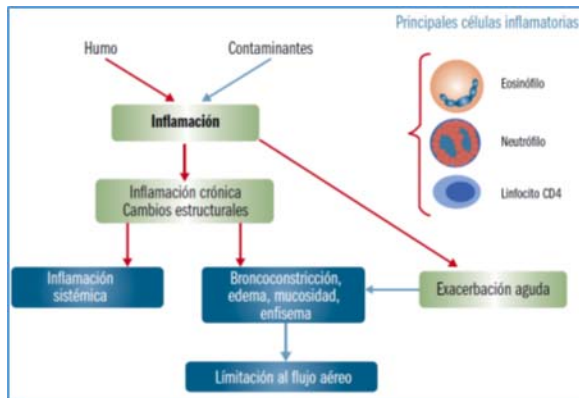 Principales células inflamatorias
Humo
Contaminantes
Eosinófilo
Inflamación
Neutrófilo
Inflamación crónica
Cambios estructurales
Linfocito CD4
Inflamación
sistémica
Broncoconstricción,
edema, mucosidad,
enfisema
Exacerbación aguda
Límitación al flujo aéreo